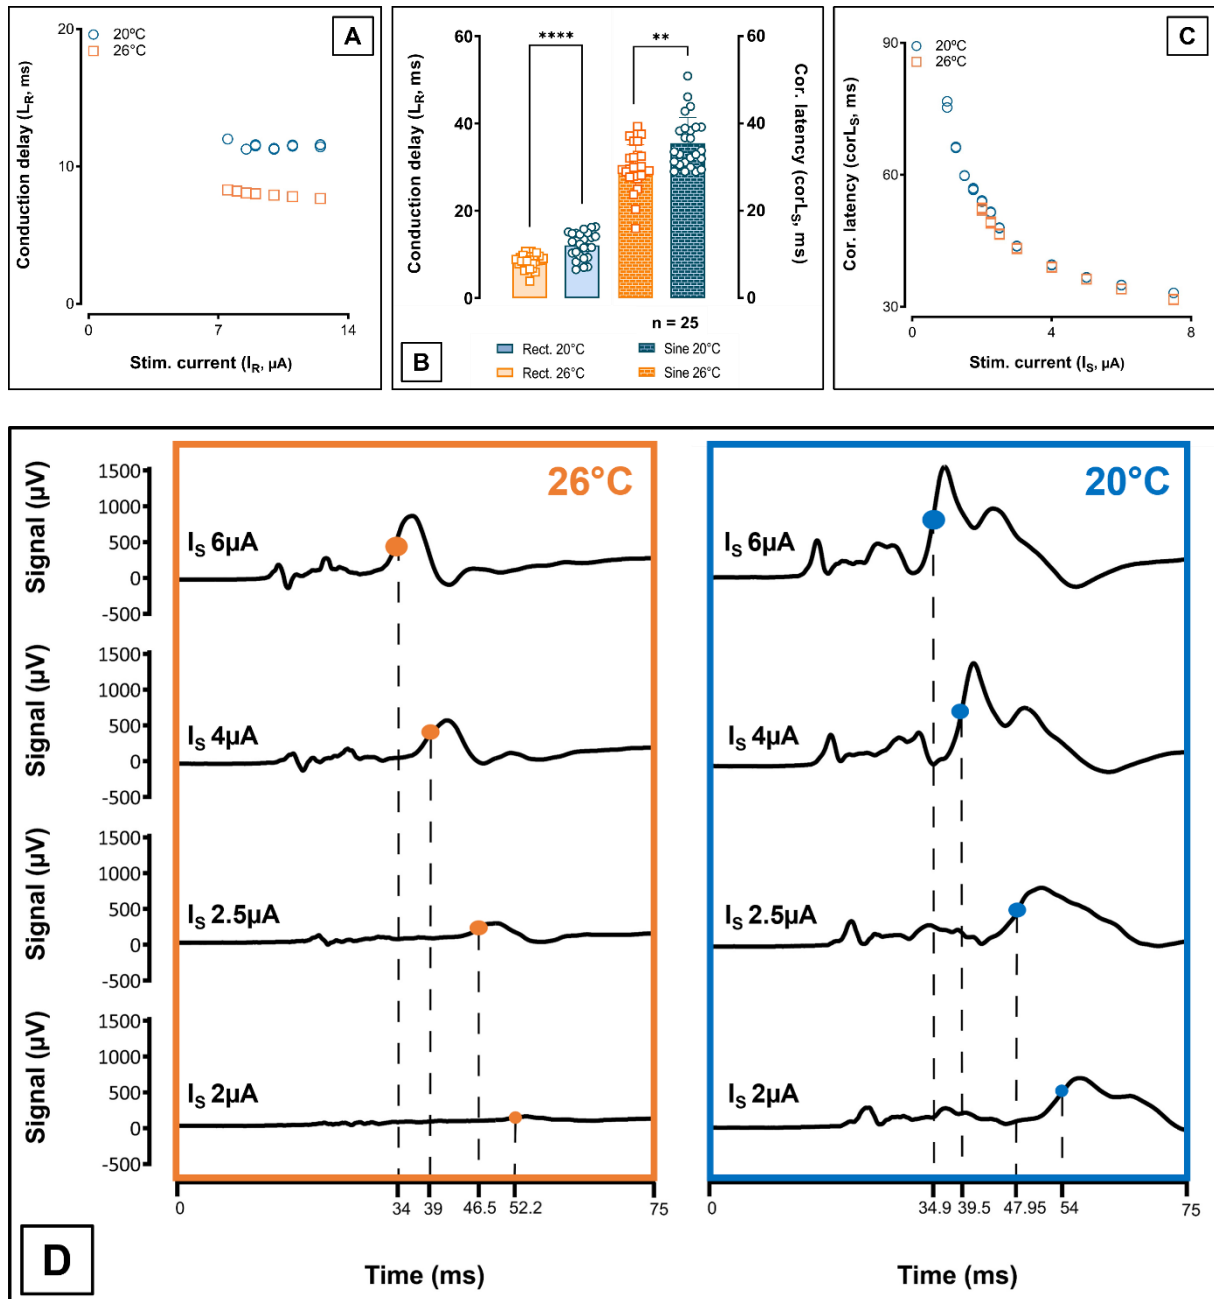 A
20
20ºC
26°C
Conduction delay (LR, ms)
10
0
0
7
14
Stim. current (IR, µA)
B
60
40
20
0
Conduction delay (LR, ms)
****
**
60
40
20
0
Cor. latency (corLS, ms)
n = 25
Rect. 20°C
Sine 20°C
Rect. 26°C
Sine 26°C
C
90
20ºC
26ºC
Cor. latency (corLS, ms)
60
30
0
4
8
Stim. current (IS, µA)
26°C
20°C
Signal (µV)
1500
1000
500
0
-500
IS 6µA
IS 6µA
Signal (µV)
1500
1000
500
0
-500
IS 4µA
IS 4µA
Signal (µV)
1500
1000
500
0
-500
IS 2.5µA
IS 2.5µA
Signal (µV)
1500
1000
500
0
-500
IS 2µA
IS 2µA
0
34
39
46.5
52.2
75
0
34.9
39.5
47.95
54
75
D
Time (ms)
Time (ms)